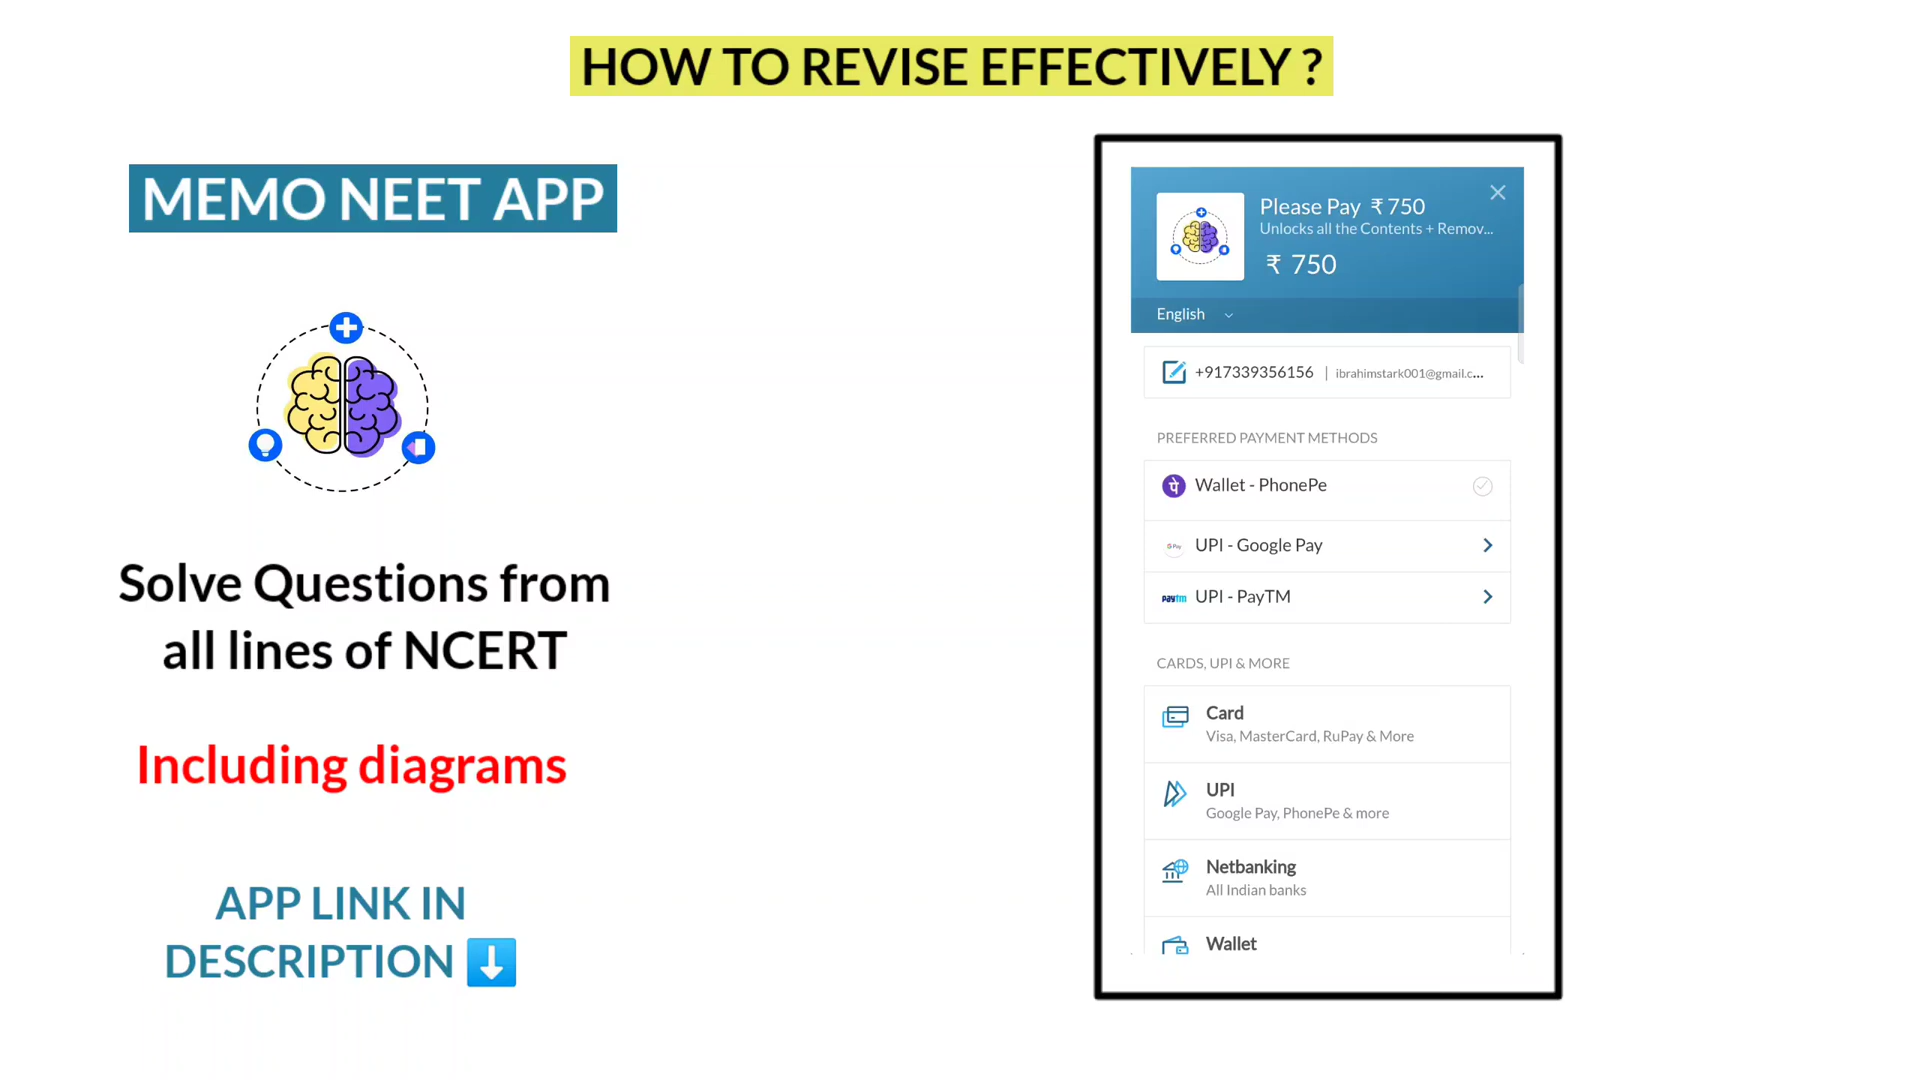 HOW TO REVISE EFFECTIVELY ?
MEMO NEET APP
Solve Questions from
all lines of NCERT
Including diagrams
APP LINK IN
DESCRIPTION ⬇️
Please Pay ₹ 750
Unlocks all the Contents + Remov...
₹ 750
English
+917339356156 | ibrahimstark001@gmail.c...
PREFERRED PAYMENT METHODS
पे Wallet - PhonePe
G Pay UPI - Google Pay
paytm UPI - PayTM
CARDS, UPI & MORE
Card
Visa, MasterCard, RuPay & More
UPI
Google Pay, PhonePe & more
Netbanking
All Indian banks
Wallet